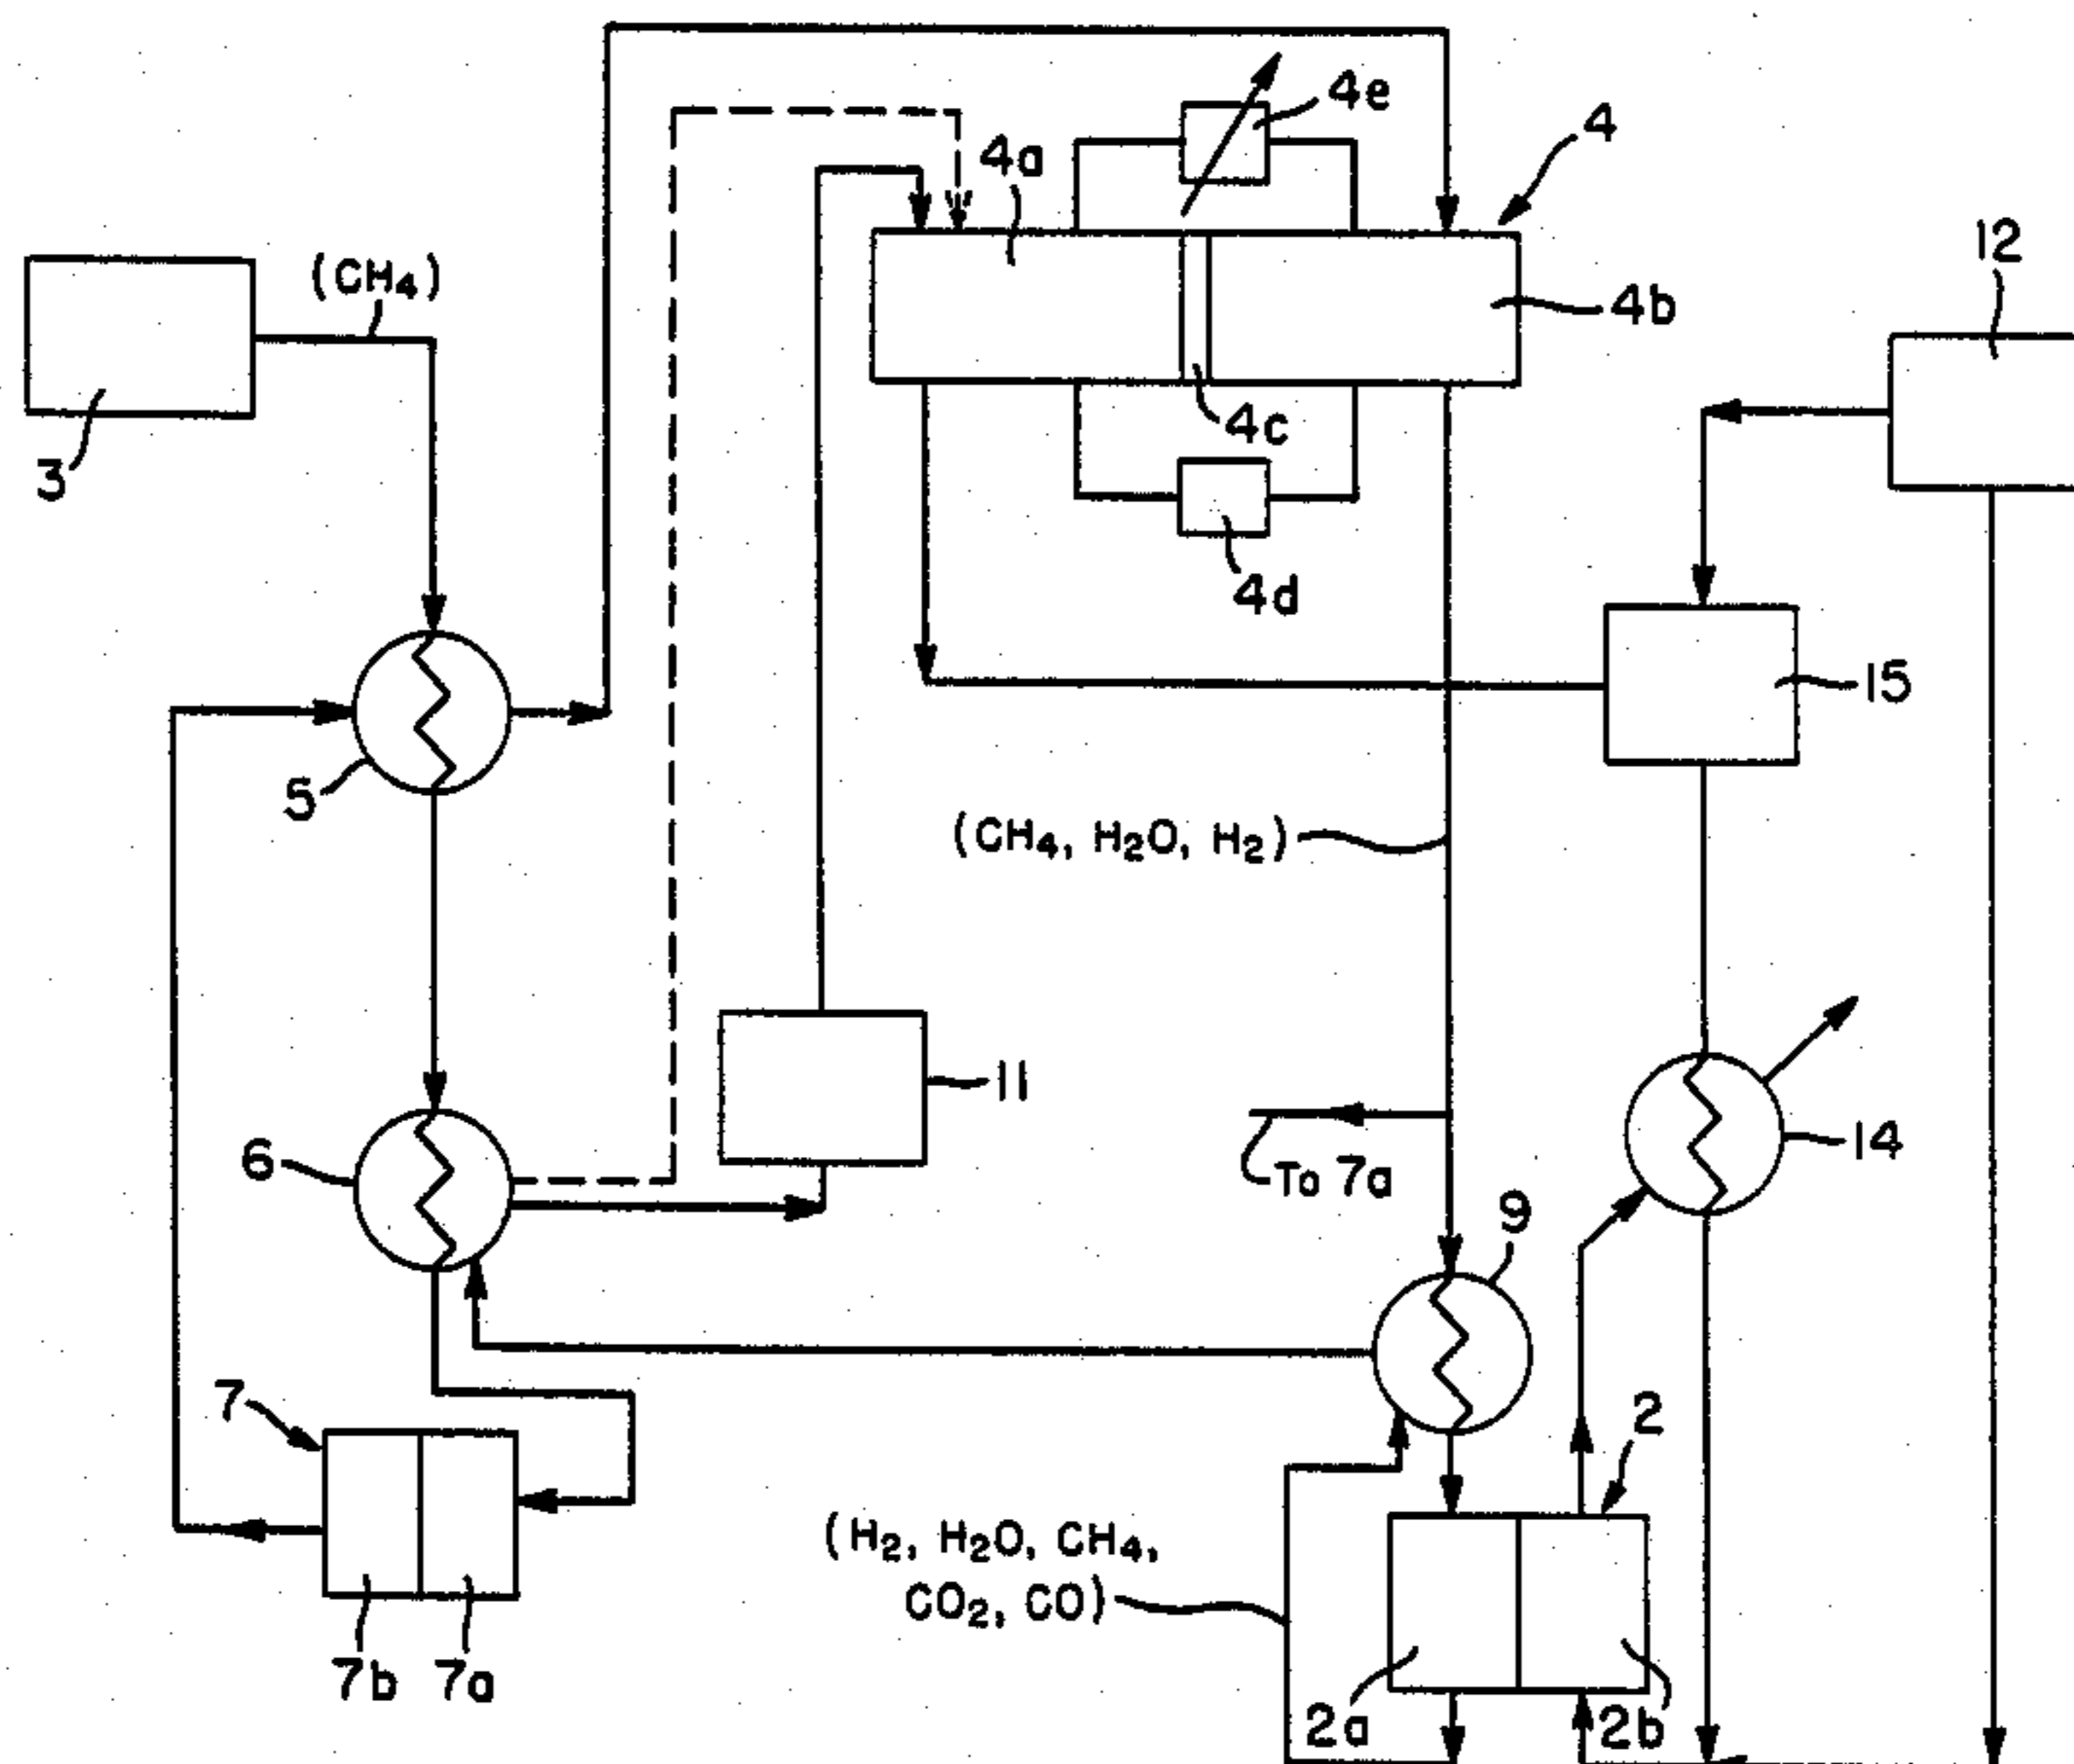 4e
4
4a
12
(CH4)
4b
4c
3
4d
15
5
(CH4, H2O, H2)
11
14
6
To 7a
9
7
2
(H2, H2O, CH4,
CO2, CO)
7b
7a
2a
2b